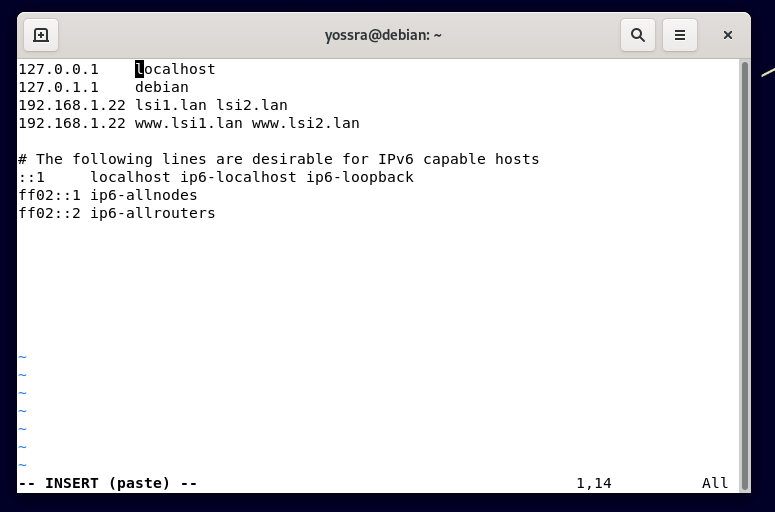 yossra@debian: ~
127.0.0.1    localhost
127.0.1.1    debian
192.168.1.22 lsi1.lan lsi2.lan
192.168.1.22 www.lsi1.lan www.lsi2.lan
# The following lines are desirable for IPv6 capable hosts
::1     localhost ip6-localhost ip6-loopback
ff02::1 ip6-allnodes
ff02::2 ip6-allrouters
~
~
~
~
~
~
~
-- INSERT (paste) --                                          1,14          All